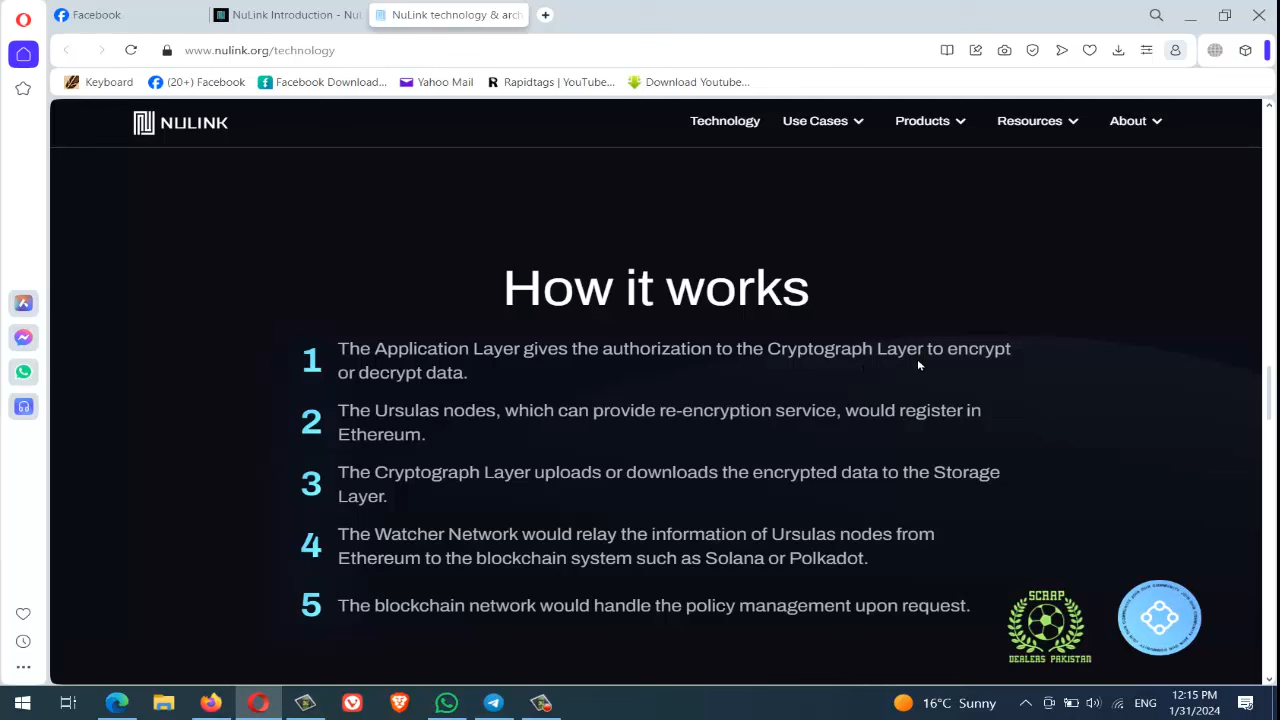 Facebook
NuLink Introduction - Nu
NuLink technology & arch
www.nulink.org/technology
Keyboard
(20+) Facebook
Facebook Download...
Yahoo Mail
Rapidtags | YouTube...
Download Youtube...
NULINK
Technology
Use Cases
Products
Resources
About
How it works
1 The Application Layer gives the authorization to the Cryptograph Layer to encrypt
or decrypt data.
2 The Ursulas nodes, which can provide re-encryption service, would register in
Ethereum.
3 The Cryptograph Layer uploads or downloads the encrypted data to the Storage
Layer.
4 The Watcher Network would relay the information of Ursulas nodes from
Ethereum to the blockchain system such as Solana or Polkadot.
5 The blockchain network would handle the policy management upon request.
SCRAP
DEALERS PAKISTAN
16°C Sunny
ENG
12:15 PM
1/31/2024